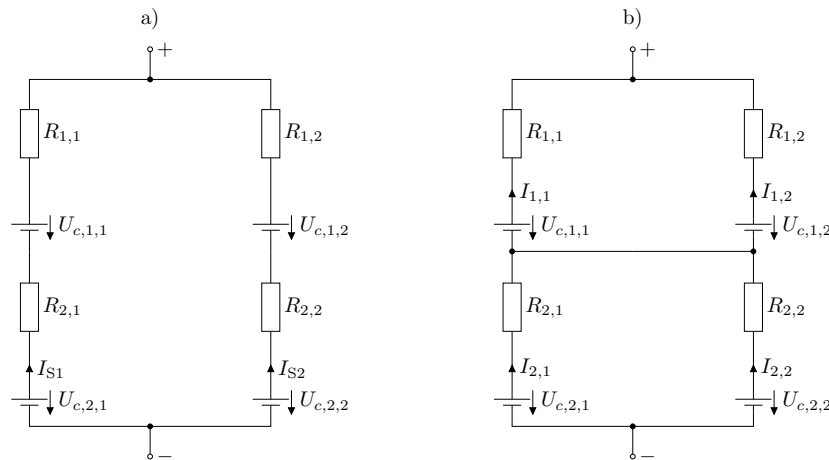 a)
b)
+
+
R1,1
R1,2
R1,1
R1,2
I1,1
I1,2
Uc,1,1
Uc,1,2
Uc,1,1
Uc,1,2
R2,1
R2,2
R2,1
R2,2
IS1
IS2
I2,1
I2,2
Uc,2,1
Uc,2,2
Uc,2,1
Uc,2,2
−
−